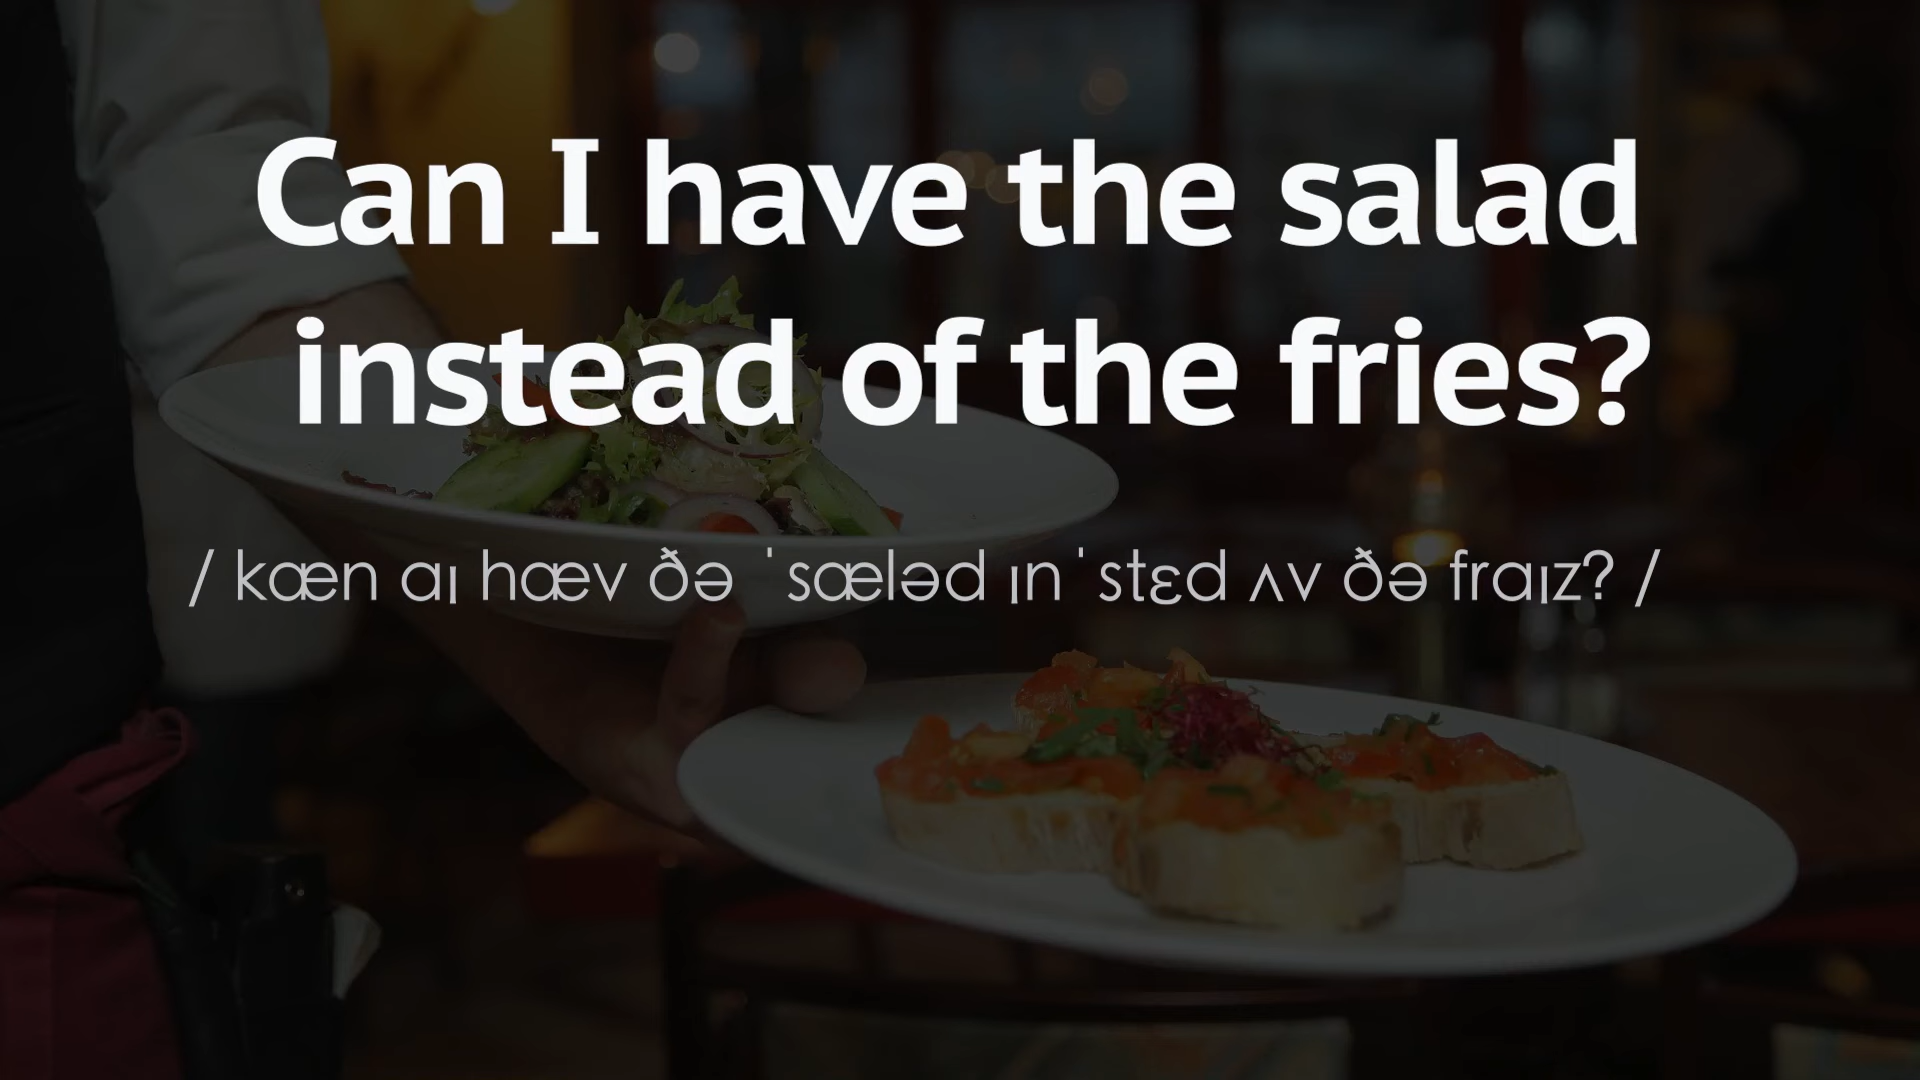 Can I have the salad
instead of the fries?
/ kæn aɪ hæv ðə ˈsæləd ɪnˈstɛd ʌv ðə fraɪz? /